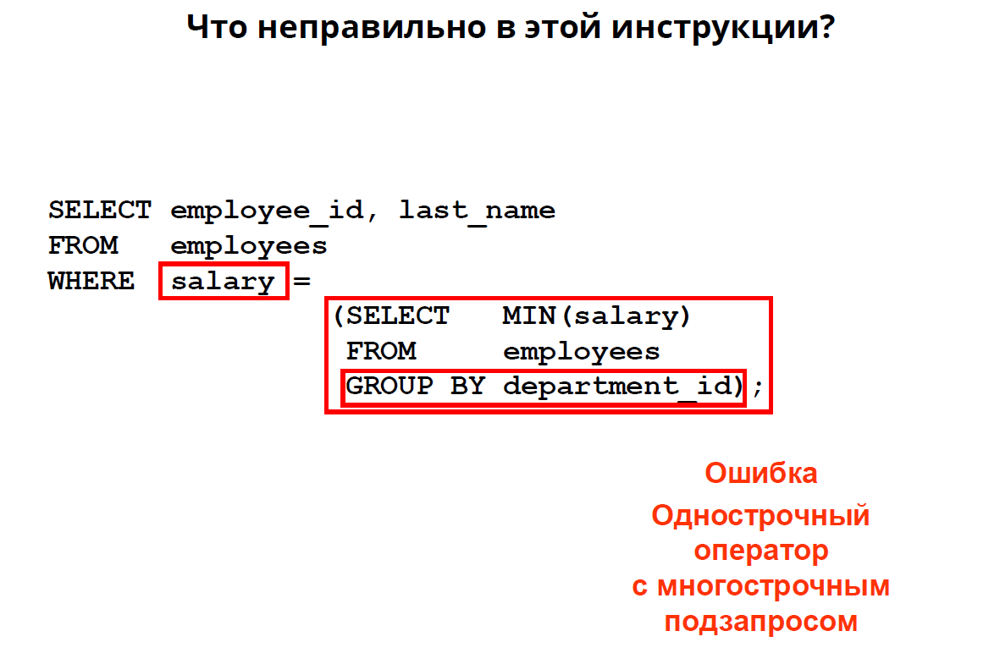 Что неправильно в этой инструкции?
SELECT employee_id, last_name
FROM   employees
WHERE  salary =
(SELECT   MIN(salary)
FROM     employees
GROUP BY department_id);
Ошибка
Однострочный
оператор
с многострочным
подзапросом